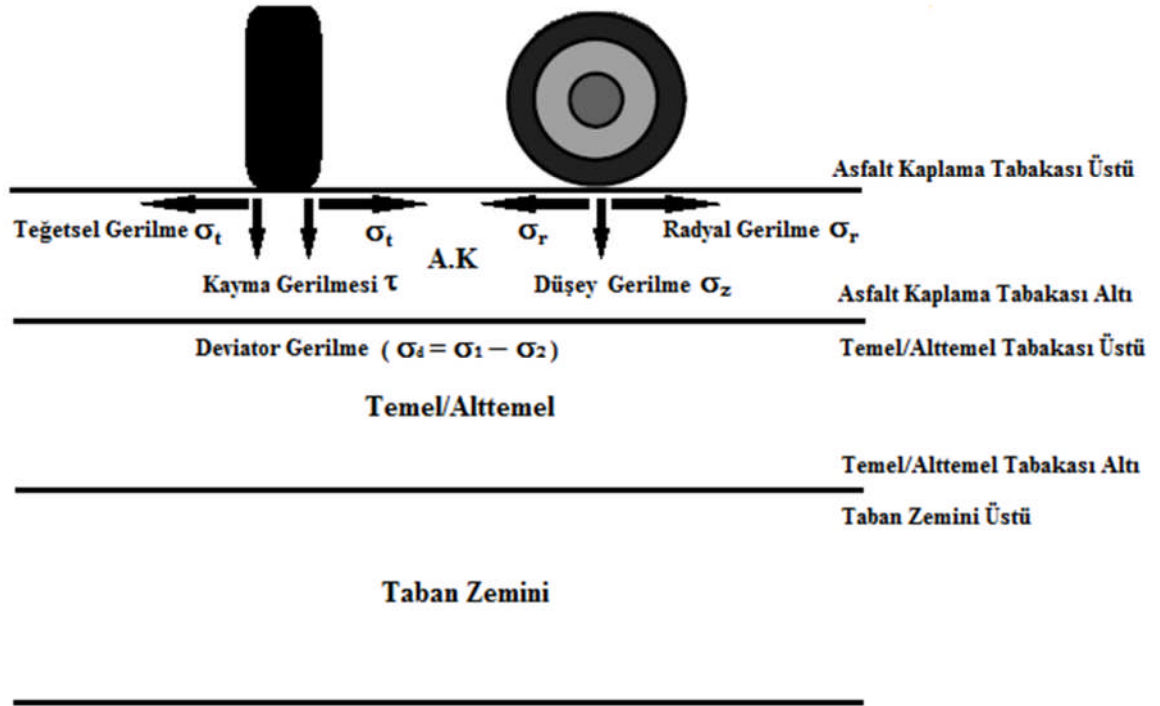 Asfalt Kaplama Tabakası Üstü
Teğetsel Gerilme σt σt σr Radyal Gerilme σr
A.K
Kayma Gerilmesi τ Düşey Gerilme σz
Asfalt Kaplama Tabakası Altı
Deviator Gerilme ( σd = σ1 − σ2 ) Temel/Alttemel Tabakası Üstü
Temel/Alttemel
Temel/Alttemel Tabakası Altı
Taban Zemini Üstü
Taban Zemini